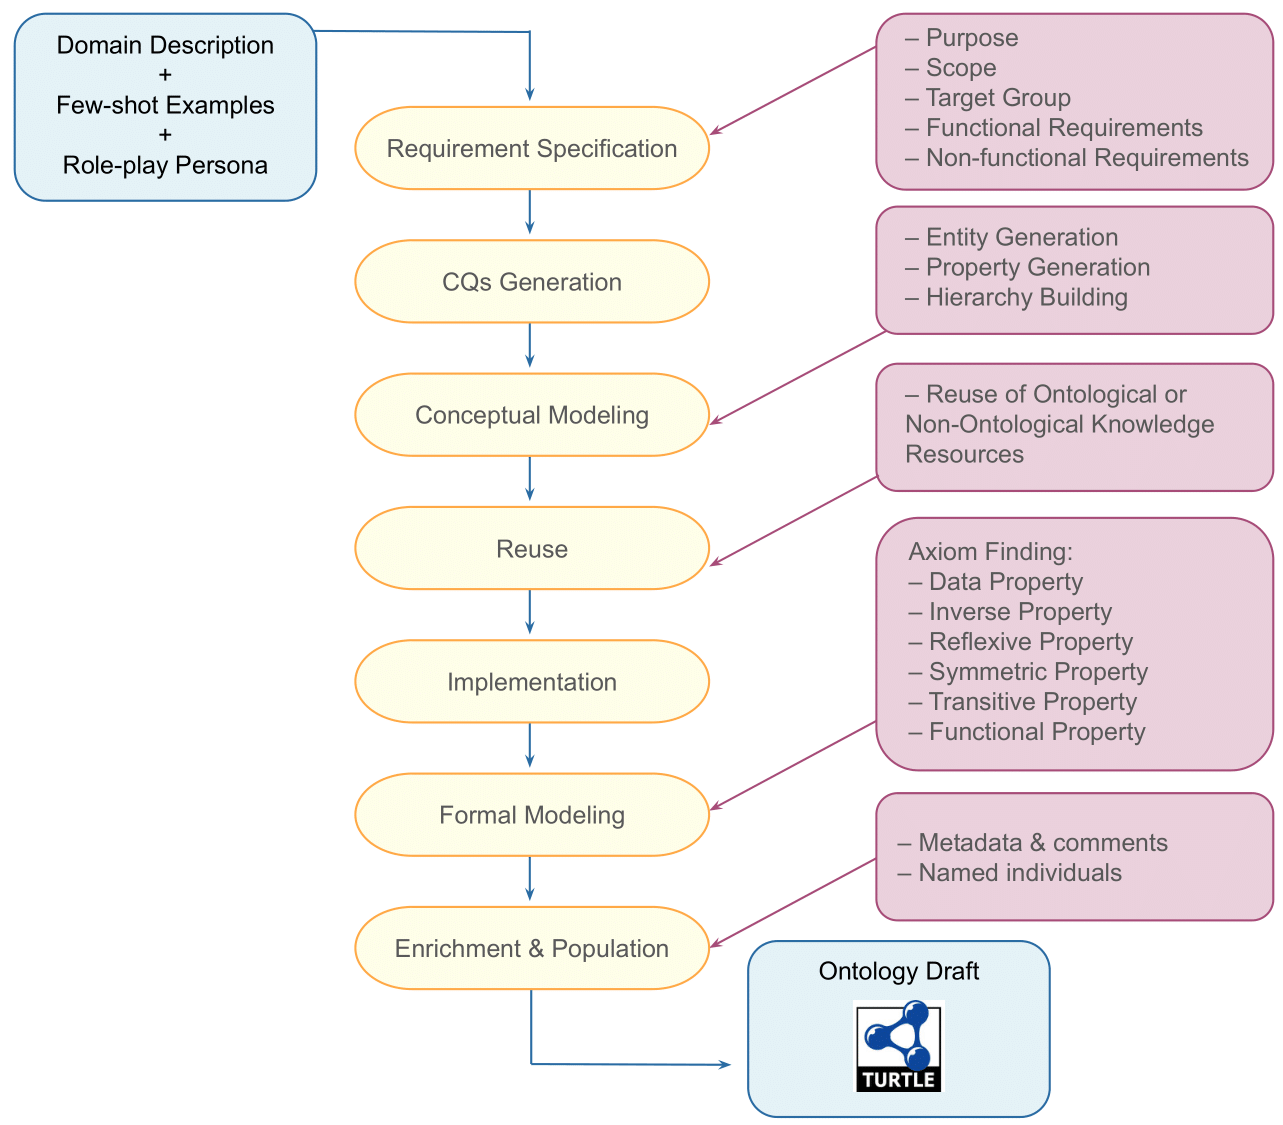 Domain Description
+
Few-shot Examples
+
Role-play Persona
– Purpose
– Scope
– Target Group
– Functional Requirements
– Non-functional Requirements
Requirement Specification
– Entity Generation
– Property Generation
– Hierarchy Building
CQs Generation
Conceptual Modeling
– Reuse of Ontological or
Non-Ontological Knowledge
Resources
Reuse
Axiom Finding:
– Data Property
– Inverse Property
– Reflexive Property
– Symmetric Property
– Transitive Property
– Functional Property
Implementation
Formal Modeling
– Metadata & comments
– Named individuals
Enrichment & Population
Ontology Draft
TURTLE